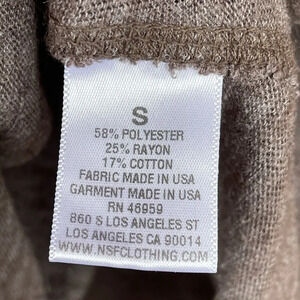 S
58% POLYESTER
25% RAYON
17% COTTON
FABRIC MADE IN USA
GARMENT MADE IN USA
RN 46959
860 S LOS ANGELES ST
LOS ANGELES CA 90014
WWW.NSFCLOTHING.COM